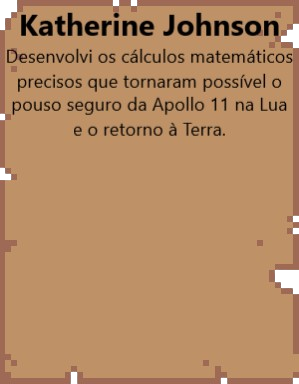 Katherine Johnson
Desenvolvi os cálculos matemáticos
precisos que tornaram possível o
pouso seguro da Apollo 11 na Lua
e o retorno à Terra.